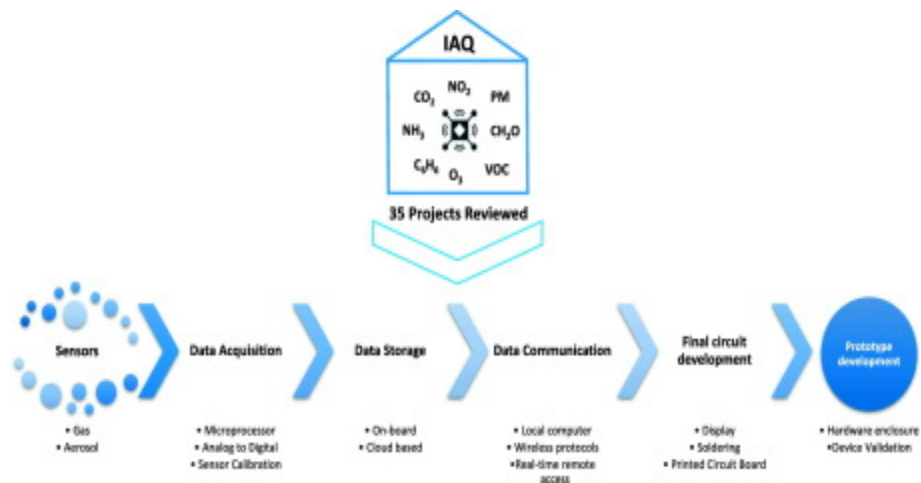 IAQ
CO2 NO2 PM
NH3 CH2O
C6H6 O3 VOC
35 Projects Reviewed
Sensors
Data Acquisition
Data Storage
Data Communication
Final circuit
development
Prototype
development
• Gas
• Aerosol
• Microprocessor
• Analog to Digital
• Sensor Calibration
• On-board
• Cloud based
• Local computer
• Wireless protocols
•Real-time remote
access
• Display
• Soldering
• Printed Circuit Board
• Hardware enclosure
•Device Validation